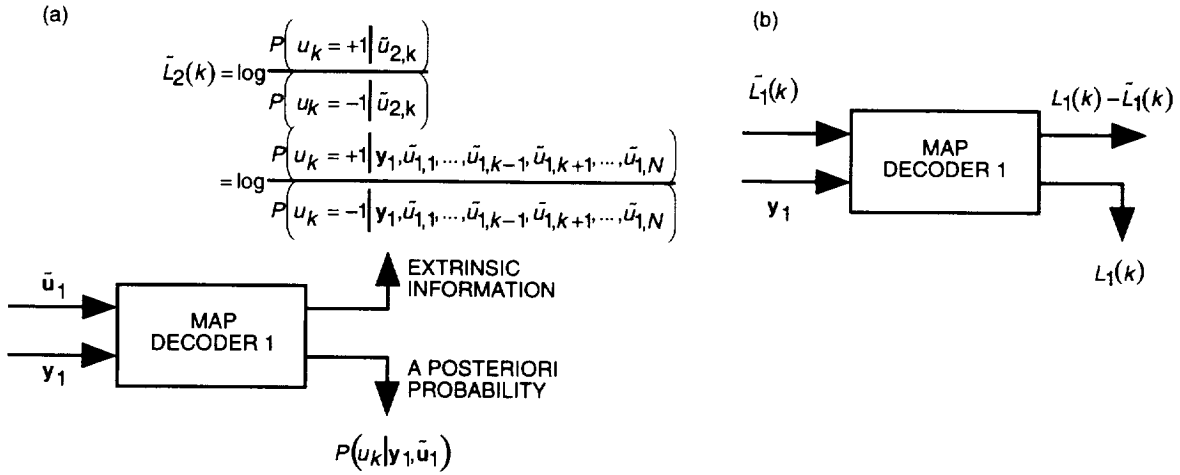 (a)
L̃2(k) = log P(uk = +1|ũ2,k) / P(uk = −1|ũ2,k)
= log P(uk = +1|y1,ũ1,1,...,ũ1,k−1,ũ1,k+1,...,ũ1,N) / P(uk = −1|y1,ũ1,1,...,ũ1,k−1,ũ1,k+1,...,ũ1,N)
ũ1
y1
MAP
DECODER 1
EXTRINSIC
INFORMATION
A POSTERIORI
PROBABILITY
P(uk|y1,ũ1)
(b)
L̃1(k)
y1
MAP
DECODER 1
L1(k) – L̃1(k)
L1(k)